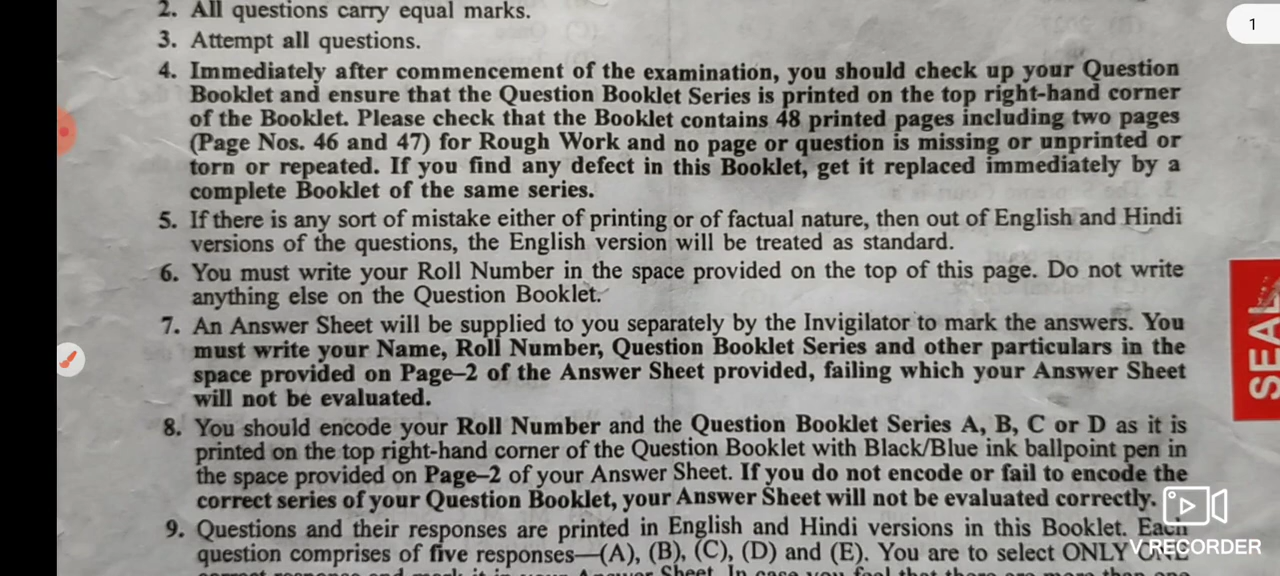 1
2. All questions carry equal marks.
3. Attempt all questions.
4. Immediately after commencement of the examination, you should check up your Question
Booklet and ensure that the Question Booklet Series is printed on the top right-hand corner
of the Booklet. Please check that the Booklet contains 48 printed pages including two pages
(Page Nos. 46 and 47) for Rough Work and no page or question is missing or unprinted or
torn or repeated. If you find any defect in this Booklet, get it replaced immediately by a
complete Booklet of the same series.
5. If there is any sort of mistake either of printing or of factual nature, then out of English and Hindi
versions of the questions, the English version will be treated as standard.
6. You must write your Roll Number in the space provided on the top of this page. Do not write
anything else on the Question Booklet.
7. An Answer Sheet will be supplied to you separately by the Invigilator to mark the answers. You
must write your Name, Roll Number, Question Booklet Series and other particulars in the
space provided on Page–2 of the Answer Sheet provided, failing which your Answer Sheet
will not be evaluated.
8. You should encode your Roll Number and the Question Booklet Series A, B, C or D as it is
printed on the top right-hand corner of the Question Booklet with Black/Blue ink ballpoint pen in
the space provided on Page–2 of your Answer Sheet. If you do not encode or fail to encode the
correct series of your Question Booklet, your Answer Sheet will not be evaluated correctly.
9. Questions and their responses are printed in English and Hindi versions in this Booklet. Each
question comprises of five responses—(A), (B), (C), (D) and (E). You are to select ONLY ONE
SEAL
V RECORDER